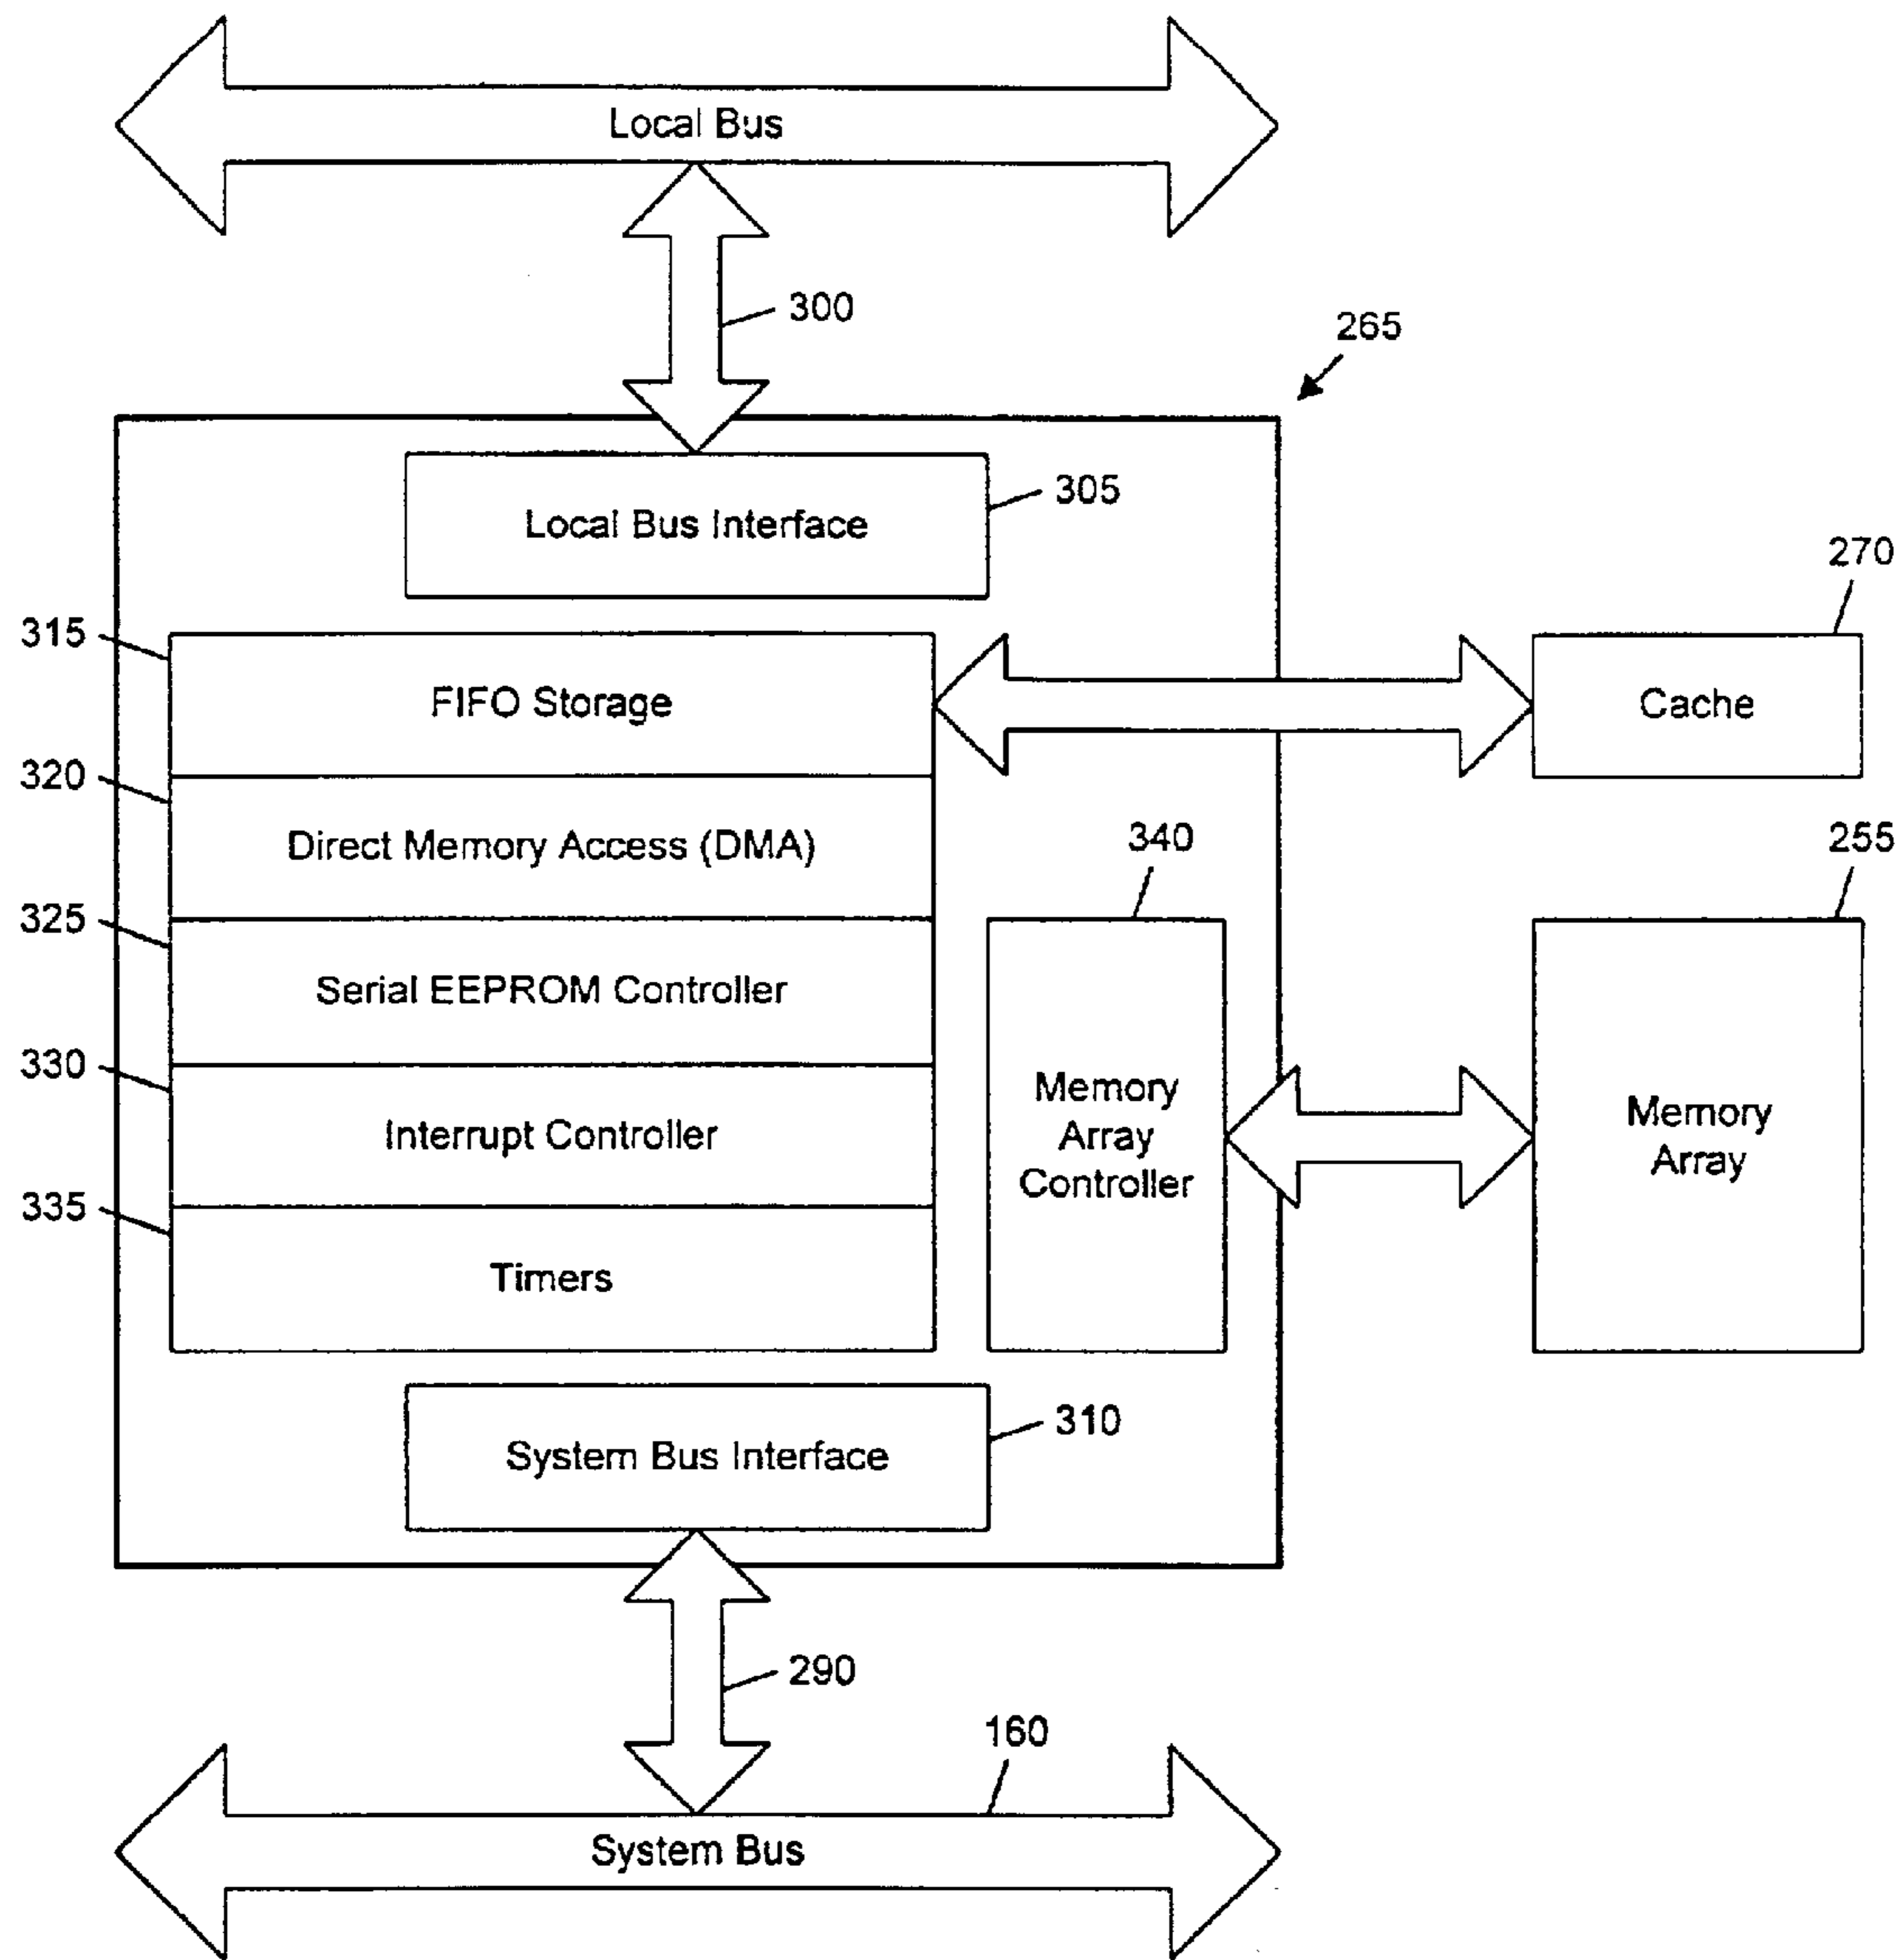 Local Bus
300
265
Local Bus Interface
305
270
315
FIFO Storage
Cache
320
Direct Memory Access (DMA)
340
255
325
Serial EEPROM Controller
330
Interrupt Controller
Memory
Array
Controller
Memory
Array
335
Timers
System Bus Interface
310
290
160
System Bus